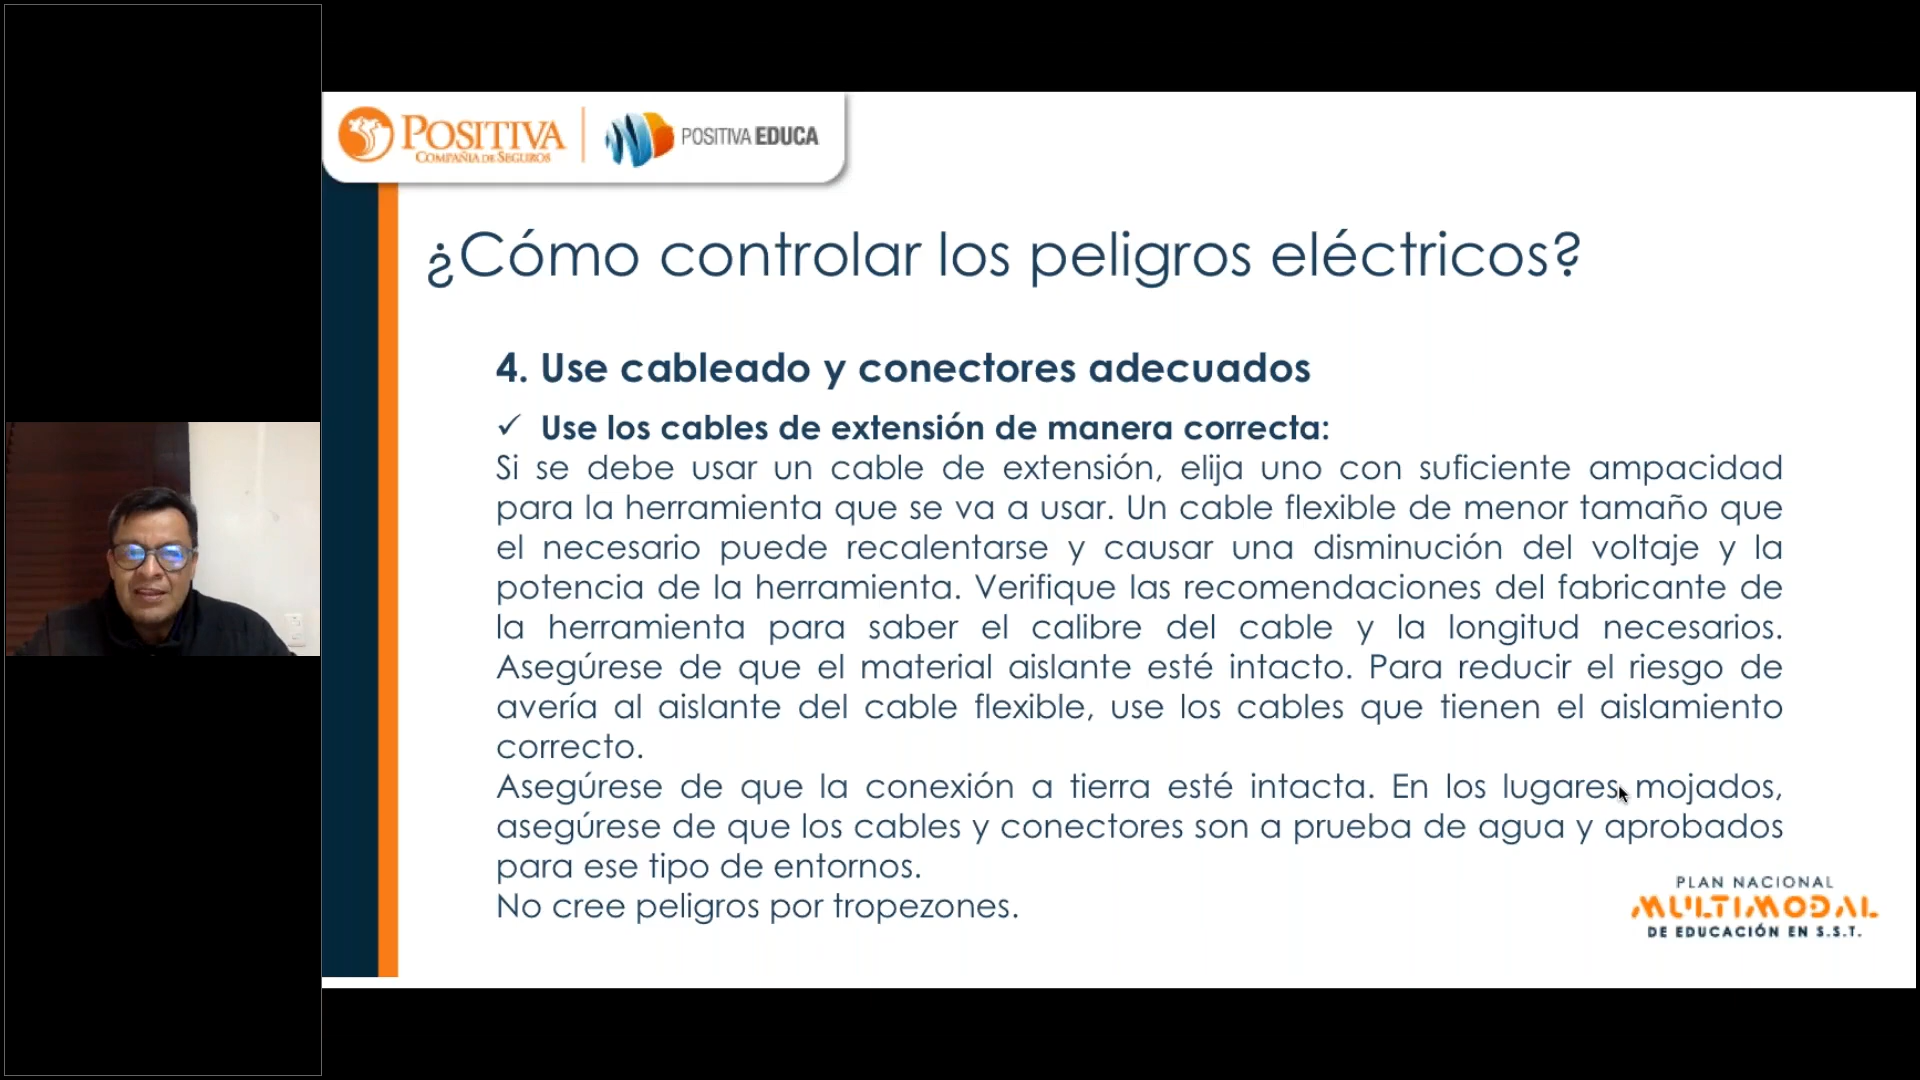 POSITIVA
COMPAÑIA DE SEGUROS
POSITIVA EDUCA
¿Cómo controlar los peligros eléctricos?
4. Use cableado y conectores adecuados
✓ Use los cables de extensión de manera correcta:
Si se debe usar un cable de extensión, elija uno con suficiente ampacidad
para la herramienta que se va a usar. Un cable flexible de menor tamaño que
el necesario puede recalentarse y causar una disminución del voltaje y la
potencia de la herramienta. Verifique las recomendaciones del fabricante de
la herramienta para saber el calibre del cable y la longitud necesarios.
Asegúrese de que el material aislante esté intacto. Para reducir el riesgo de
avería al aislante del cable flexible, use los cables que tienen el aislamiento
correcto.
Asegúrese de que la conexión a tierra esté intacta. En los lugares mojados,
asegúrese de que los cables y conectores son a prueba de agua y aprobados
para ese tipo de entornos.
No cree peligros por tropezones.
PLAN NACIONAL
MULTIMODAL
DE EDUCACIÓN EN S.S.T.